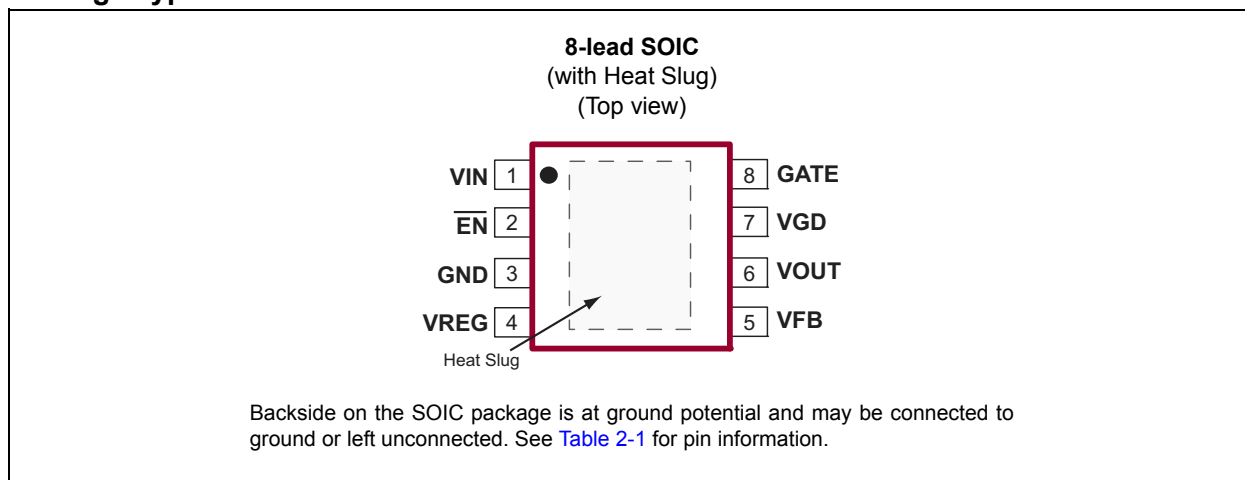 8-lead SOIC
(with Heat Slug)
(Top view)
VIN 1
8 GATE
EN 2
7 VGD
GND 3
6 VOUT
VREG 4
5 VFB
Heat Slug
Backside on the SOIC package is at ground potential and may be connected to
ground or left unconnected. See Table 2-1 for pin information.